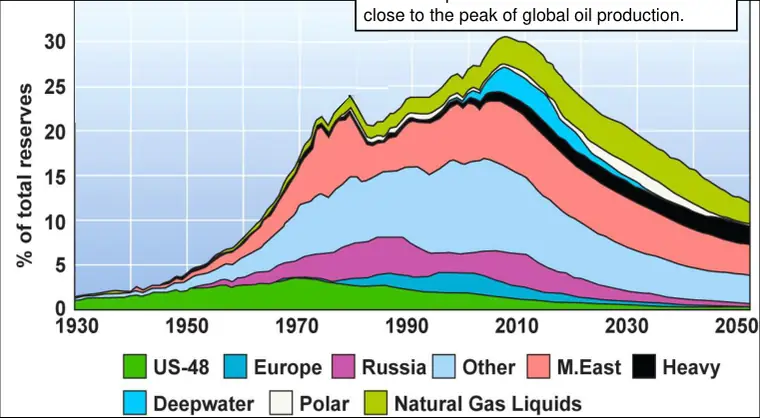 close to the peak of global oil production.
% of total reserves
30
25
20
15
10
5
0
1930 1950 1970 1990 2010 2030 2050
US-48 Europe Russia Other M.East Heavy
Deepwater Polar Natural Gas Liquids